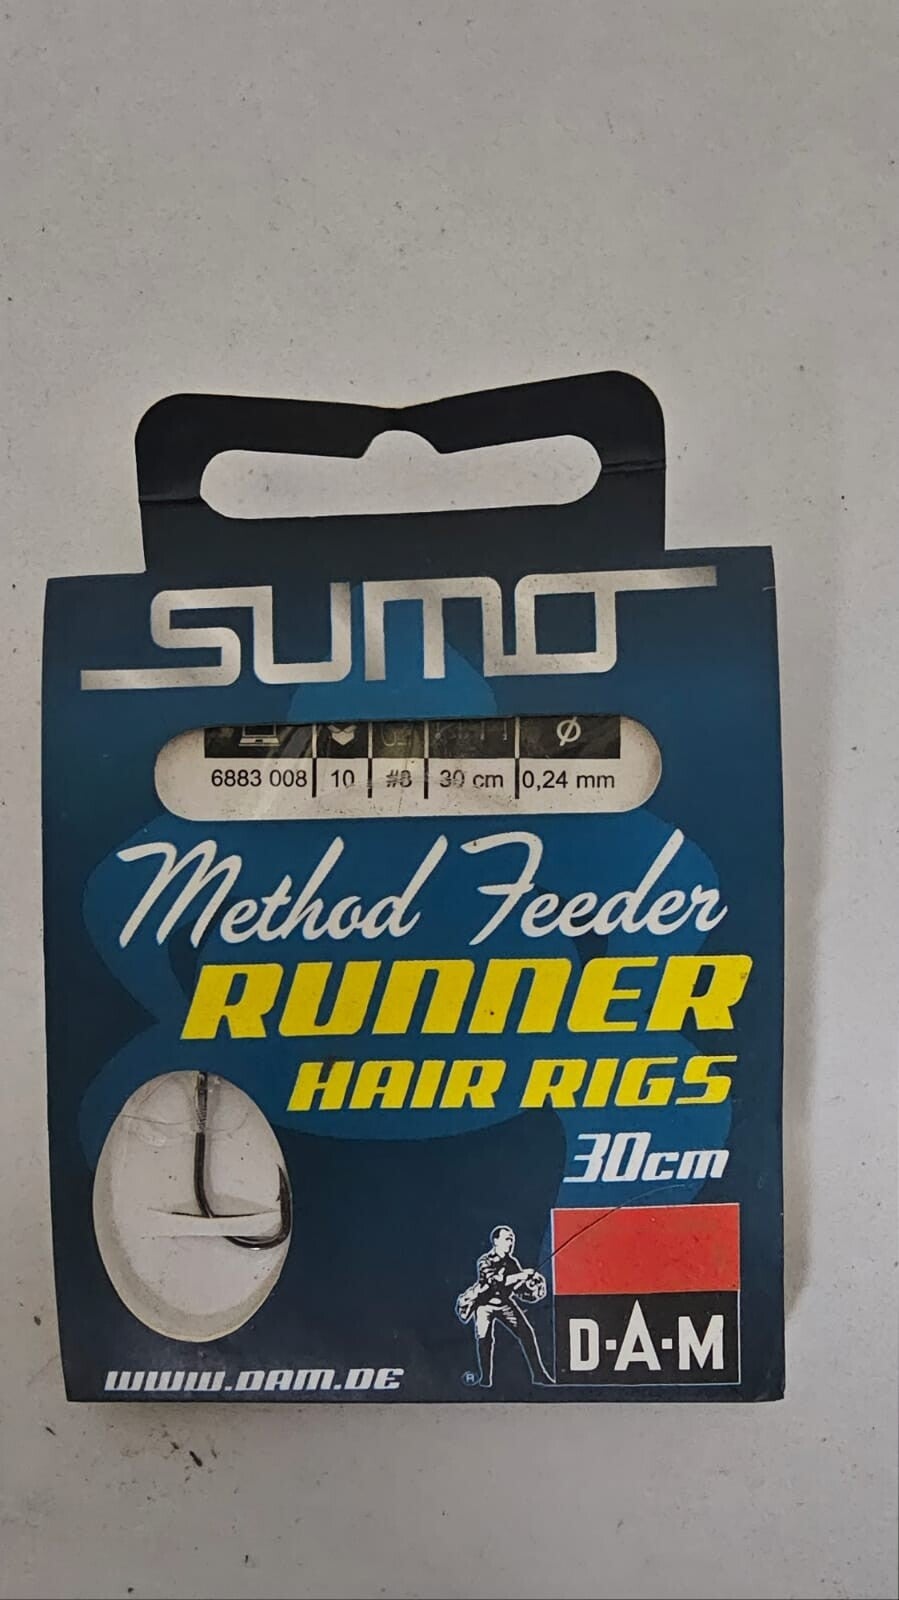 SUMO
Ø
6883 008 10 #8 30 cm 0,24 mm
Method Feeder
RUNNER
HAIR RIGS
30cm
D·A·M
®
WWW.DAM.DE